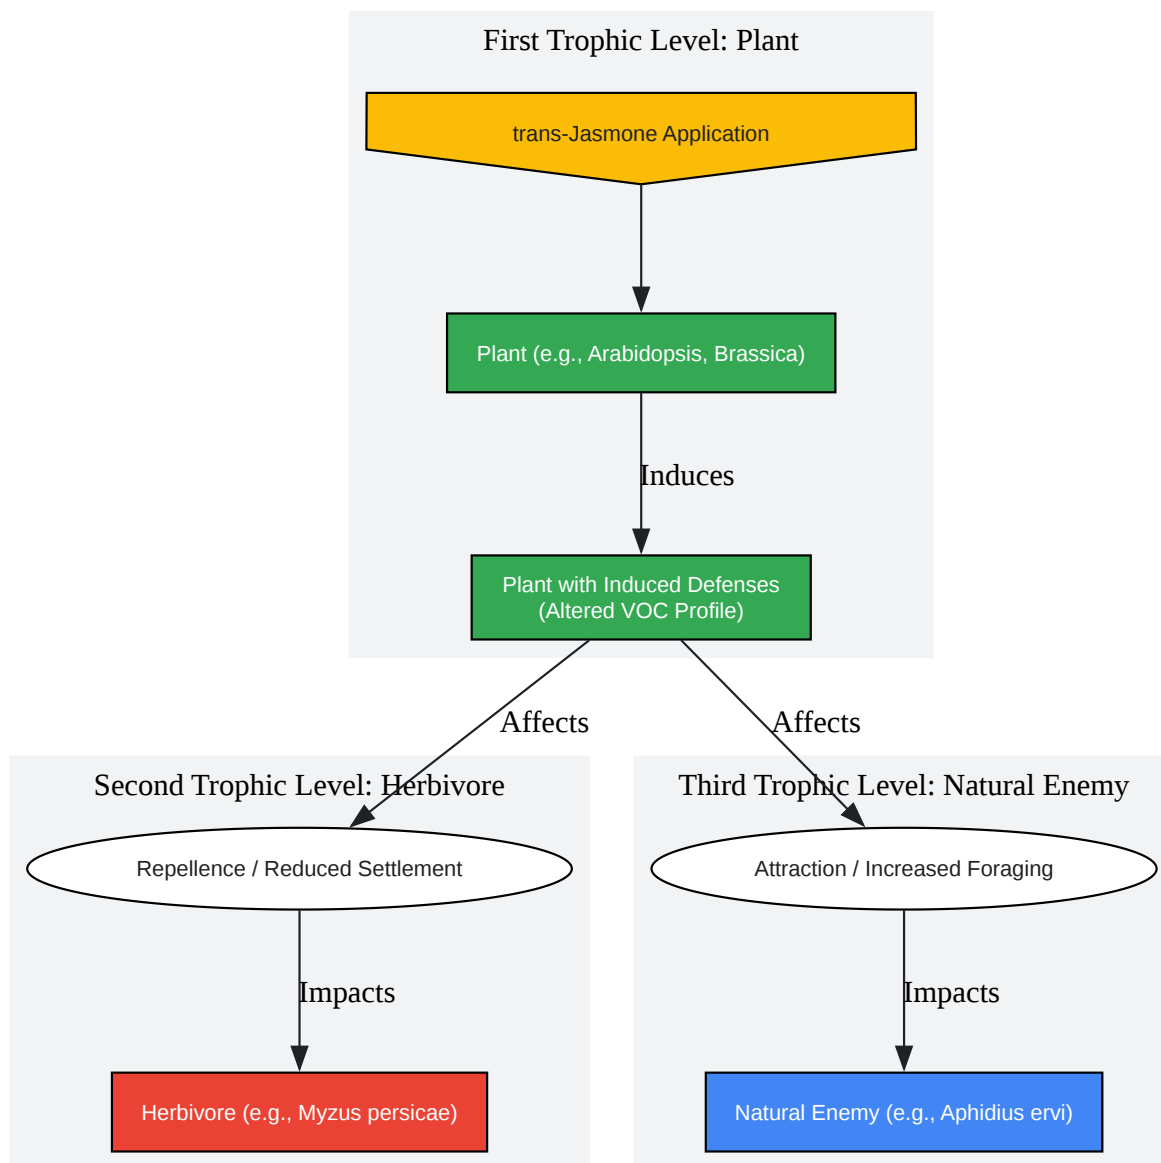 First Trophic Level: Plant
trans-Jasmone Application
Plant (e.g., Arabidopsis, Brassica)
Induces
Plant with Induced Defenses
(Altered VOC Profile)
Affects
Affects
Second Trophic Level: Herbivore
Third Trophic Level: Natural Enemy
Repellence / Reduced Settlement
Attraction / Increased Foraging
Impacts
Impacts
Herbivore (e.g., Myzus persicae)
Natural Enemy (e.g., Aphidius ervi)